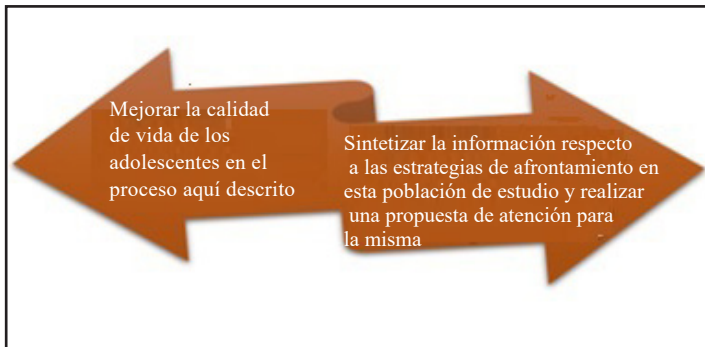 Mejorar la calidad
de vida de los
adolescentes en el
proceso aquí descrito
Sintetizar la información respecto
a las estrategias de afrontamiento en
esta población de estudio y realizar
una propuesta de atención para
la misma